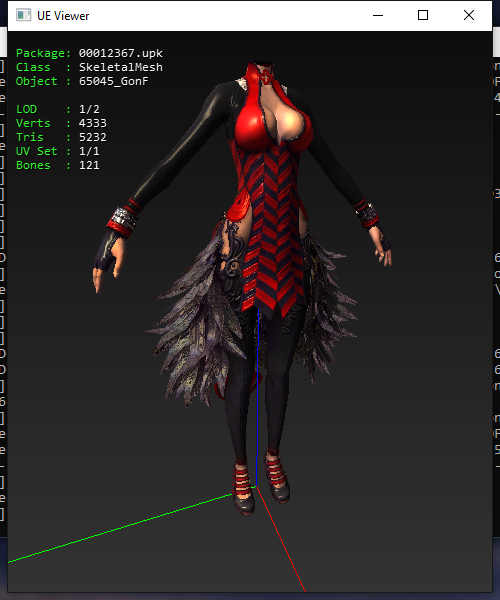 UE Viewer
Package: 00012367.upk
Class : SkeletalMesh
Object : 65045_GonF
LOD : 1/2
Verts : 4333
Tris : 5232
UV Set : 1/1
Bones : 121